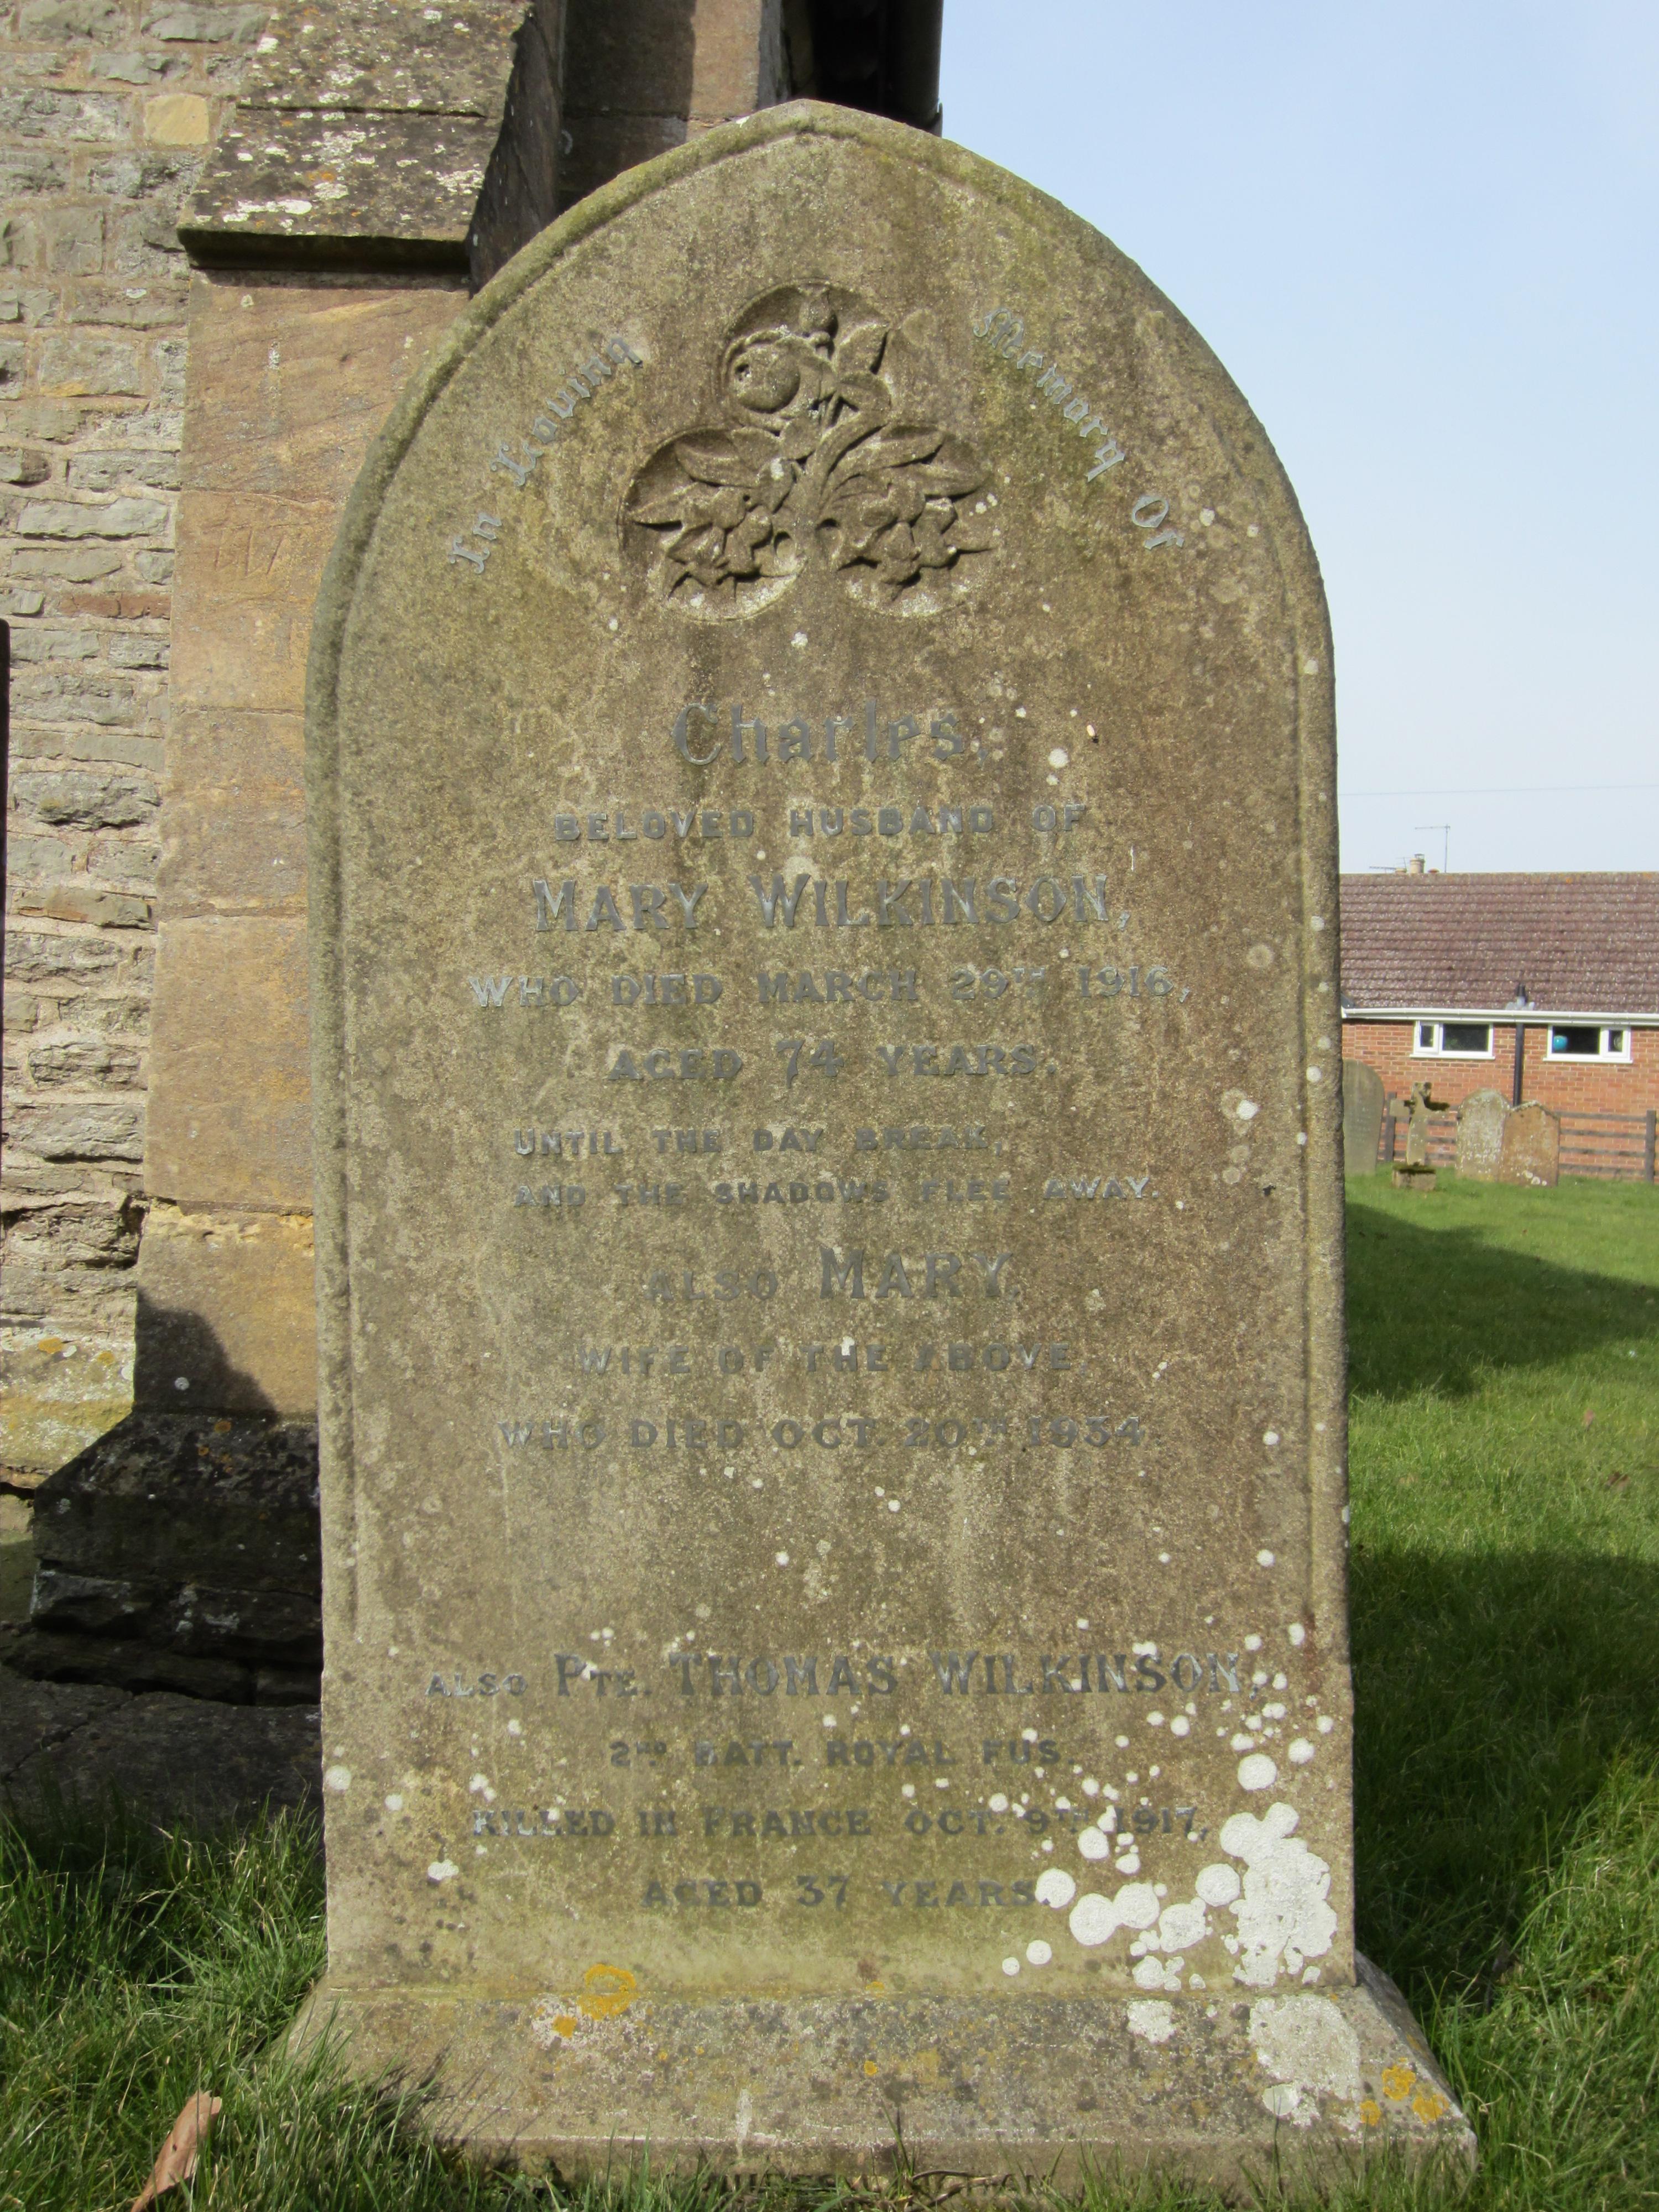 In Loving Memory Of
Charles,
BELOVED HUSBAND OF
MARY WILKINSON,
WHO DIED MARCH 29TH 1916,
AGED 74 YEARS.
UNTIL THE DAY BREAK,
AND THE SHADOWS FLEE AWAY.
ALSO MARY,
WIFE OF THE ABOVE,
WHO DIED OCT. 20TH 1934
ALSO PTE. THOMAS WILKINSON,
2ND BATT. ROYAL FUS.
KILLED IN FRANCE OCT. 9TH 1917,
AGED 37 YEARS